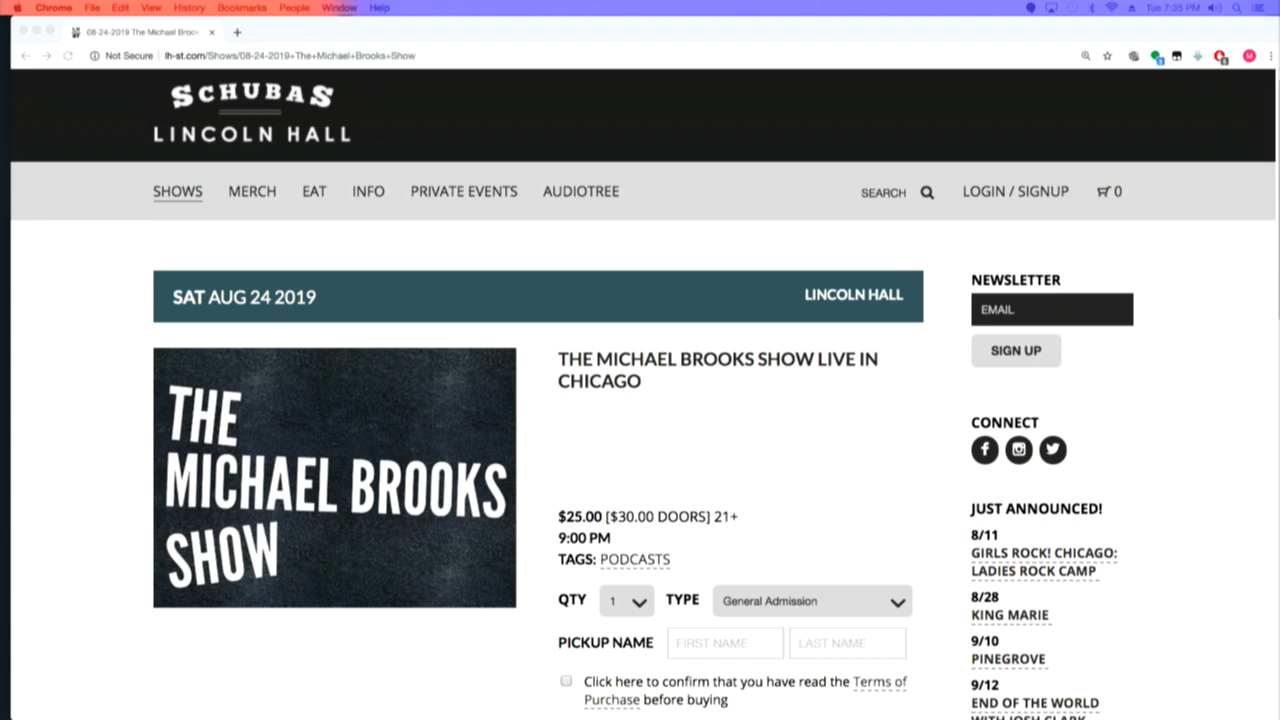 Chrome File Edit View History Bookmarks People Window Help Tue 7:35 PM
08-24-2019 The Michael Broo
Not Secure lh-st.com/Shows/08-24-2019+The+Michael+Brooks+Show
SCHUBAS
LINCOLN HALL
SHOWS MERCH EAT INFO PRIVATE EVENTS AUDIOTREE SEARCH LOGIN / SIGNUP 0
SAT AUG 24 2019 LINCOLN HALL
THE
MICHAEL BROOKS
SHOW
THE MICHAEL BROOKS SHOW LIVE IN
CHICAGO
$25.00 [$30.00 DOORS] 21+
9:00 PM
TAGS: PODCASTS
QTY 1 TYPE General Admission
PICKUP NAME FIRST NAME LAST NAME
Click here to confirm that you have read the Terms of
Purchase before buying
NEWSLETTER
EMAIL
SIGN UP
CONNECT
JUST ANNOUNCED!
8/11
GIRLS ROCK! CHICAGO:
LADIES ROCK CAMP
8/28
KING MARIE
9/10
PINEGROVE
9/12
END OF THE WORLD
WITH JOSH CLARK